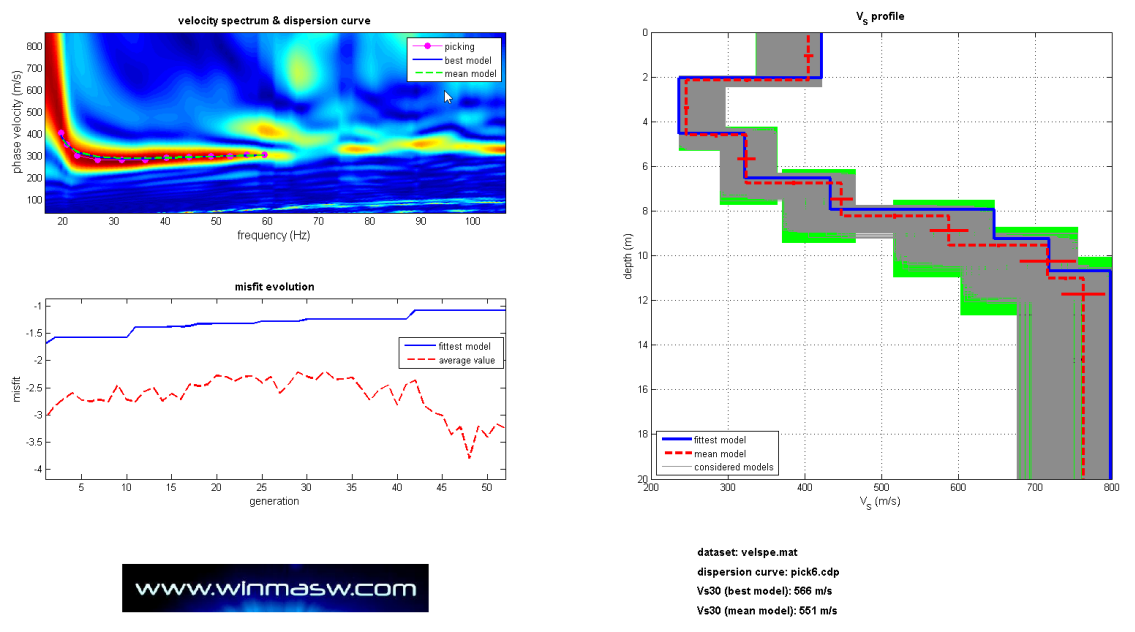 velocity spectrum & dispersion curve
800
700
600
500
400
300
200
100
phase velocity (m/s)
picking
best model
mean model
20 30 40 50 60 70 80 90 100
frequency (Hz)
misfit evolution
-1
-1.5
-2
-2.5
-3
-3.5
-4
misfit
fittest model
average value
5 10 15 20 25 30 35 40 45 50
generation
www.winmasw.com
VS profile
0
2
4
6
8
10
12
14
16
18
20
depth (m)
fittest model
mean model
considered models
200 300 400 500 600 700 800
VS (m/s)
dataset: velspe.mat
dispersion curve: pick6.cdp
Vs30 (best model): 566 m/s
Vs30 (mean model): 551 m/s